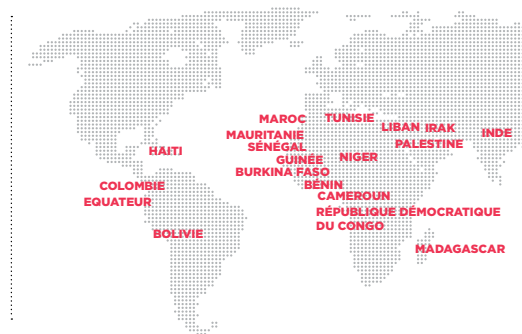 MAROC
TUNISIE
LIBAN
IRAK
MAURITANIE
INDE
SÉNÉGAL
PALESTINE
HAITI
GUINÉE
NIGER
BURKINA FASO
COLOMBIE
BÉNIN
CAMEROUN
EQUATEUR
RÉPUBLIQUE DÉMOCRATIQUE
DU CONGO
BOLIVIE
MADAGASCAR